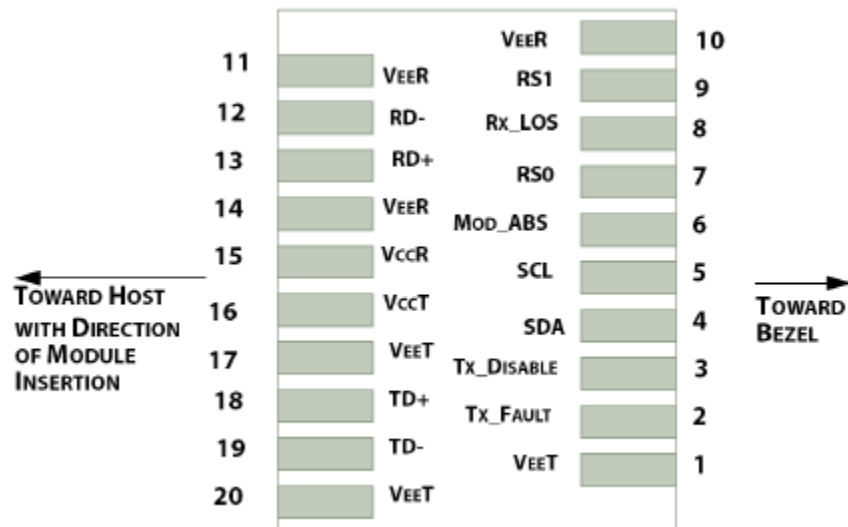 11 VEER
12 RD-
13 RD+
14 VEER
15 VCCR
16 VCCT
17 VEET
18 TD+
19 TD-
20 VEET
VEER 10
RS1 9
RX_LOS 8
RS0 7
MOD_ABS 6
SCL 5
SDA 4
TX_DISABLE 3
TX_FAULT 2
VEET 1
TOWARD HOST
WITH DIRECTION
OF MODULE
INSERTION
TOWARD
BEZEL